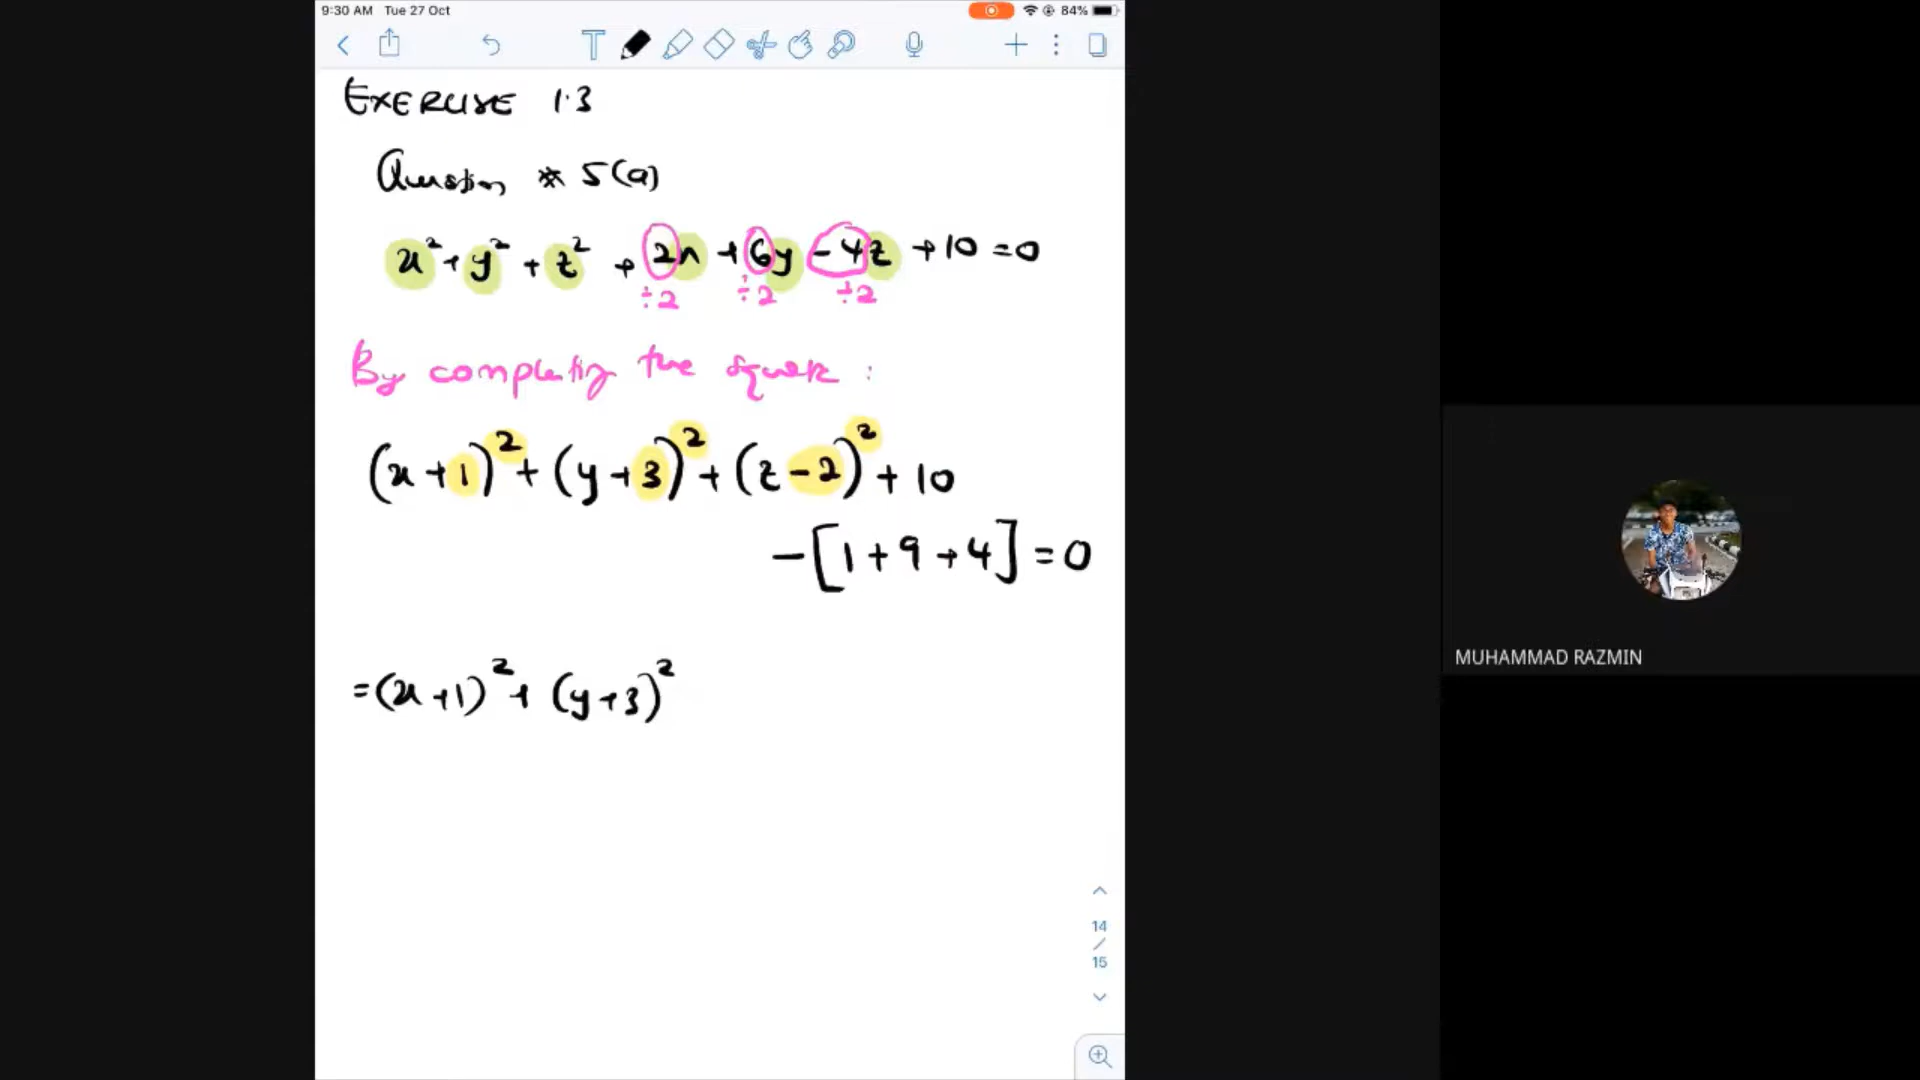 9:30 AM Tue 27 Oct
84%
EXERCISE 1.3
Question * 5(a)
x² + y² + z² + 2x + 6y - 4z + 10 = 0
÷2 ÷2 ÷2
By completing the square :
(x + 1)² + (y + 3)² + (z - 2)² + 10
- [1 + 9 + 4] = 0
= (x + 1)² + (y + 3)²
14
/
15
MUHAMMAD RAZMIN